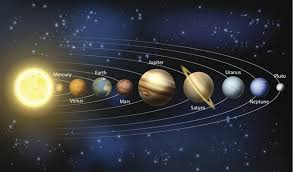 Mercury
Venus
Earth
Mars
Jupiter
Saturn
Uranus
Neptune
Pluto